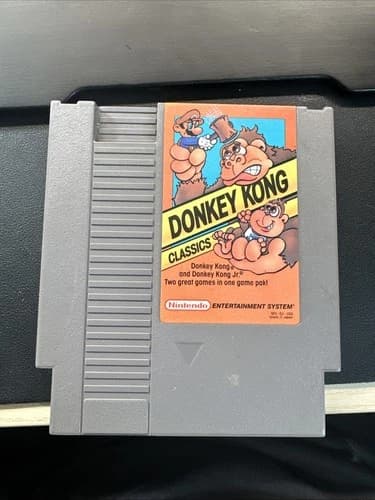 DONKEY KONG
CLASSICS
Donkey Kong®
and Donkey Kong Jr.®
Two great games in one game pak!
Nintendo ENTERTAINMENT SYSTEM®